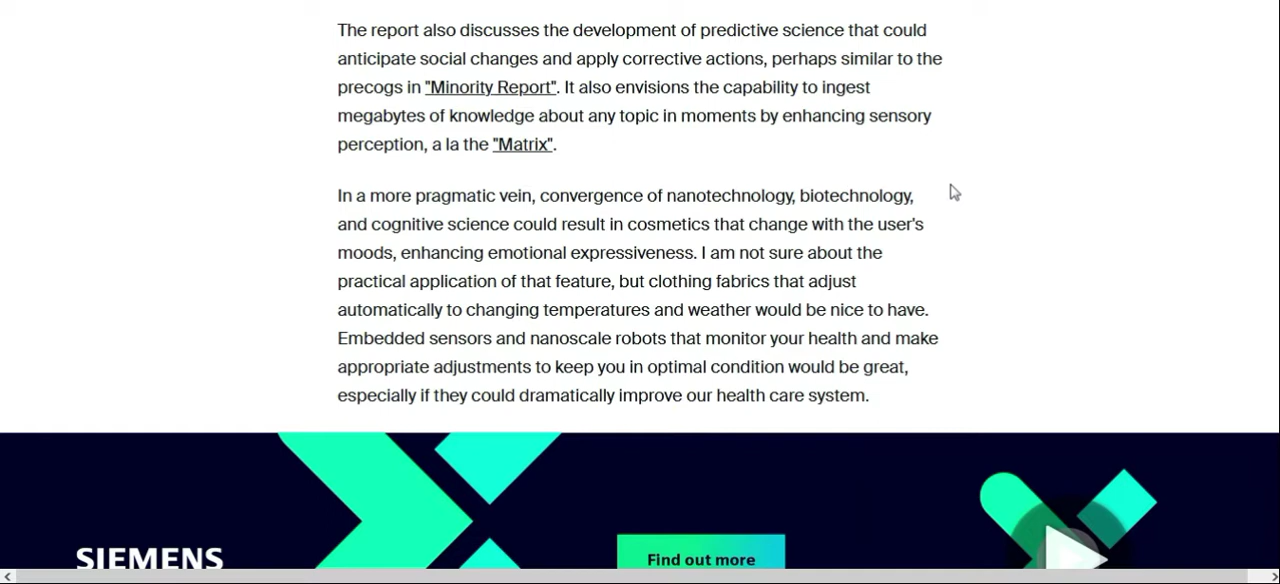 The report also discusses the development of predictive science that could
anticipate social changes and apply corrective actions, perhaps similar to the
precogs in "Minority Report". It also envisions the capability to ingest
megabytes of knowledge about any topic in moments by enhancing sensory
perception, a la the "Matrix".
In a more pragmatic vein, convergence of nanotechnology, biotechnology,
and cognitive science could result in cosmetics that change with the user's
moods, enhancing emotional expressiveness. I am not sure about the
practical application of that feature, but clothing fabrics that adjust
automatically to changing temperatures and weather would be nice to have.
Embedded sensors and nanoscale robots that monitor your health and make
appropriate adjustments to keep you in optimal condition would be great,
especially if they could dramatically improve our health care system.
SIEMENS
Find out more